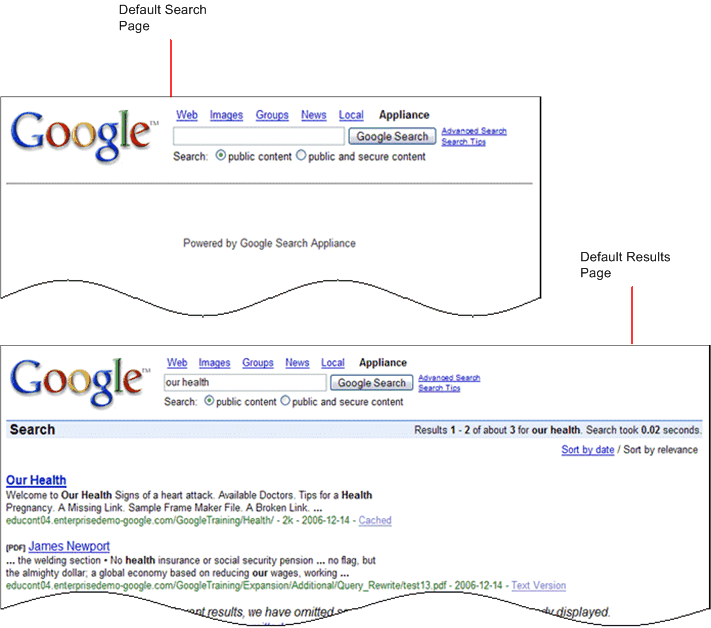 Default Search
Page
Google™
Web Images Groups News Local Appliance
Google Search
Advanced Search
Search Tips
Search: public content public and secure content
Powered by Google Search Appliance
Default Results
Page
Google™
Web Images Groups News Local Appliance
our health
Google Search
Advanced Search
Search Tips
Search: public content public and secure content
Search
Results 1 - 2 of about 3 for our health. Search took 0.02 seconds.
Sort by date / Sort by relevance
Our Health
Welcome to Our Health Signs of a heart attack. Available Doctors. Tips for a Health
Pregnancy. A Missing Link. Sample Frame Maker File. A Broken Link. ...
educont04.enterprisedemo-google.com/GoogleTraining/Health/ - 2k - 2006-12-14 - Cached
[PDF] James Newport
... the welding section • No health insurance or social security pension ... no flag, but
the almighty dollar; a global economy based on reducing our wages, working ...
educont04.enterprisedemo-google.com/GoogleTraining/Expansion/Additional/Query_Rewrite/test13.pdf - 2006-12-14 - Text Version
results, we have omitted
displayed.